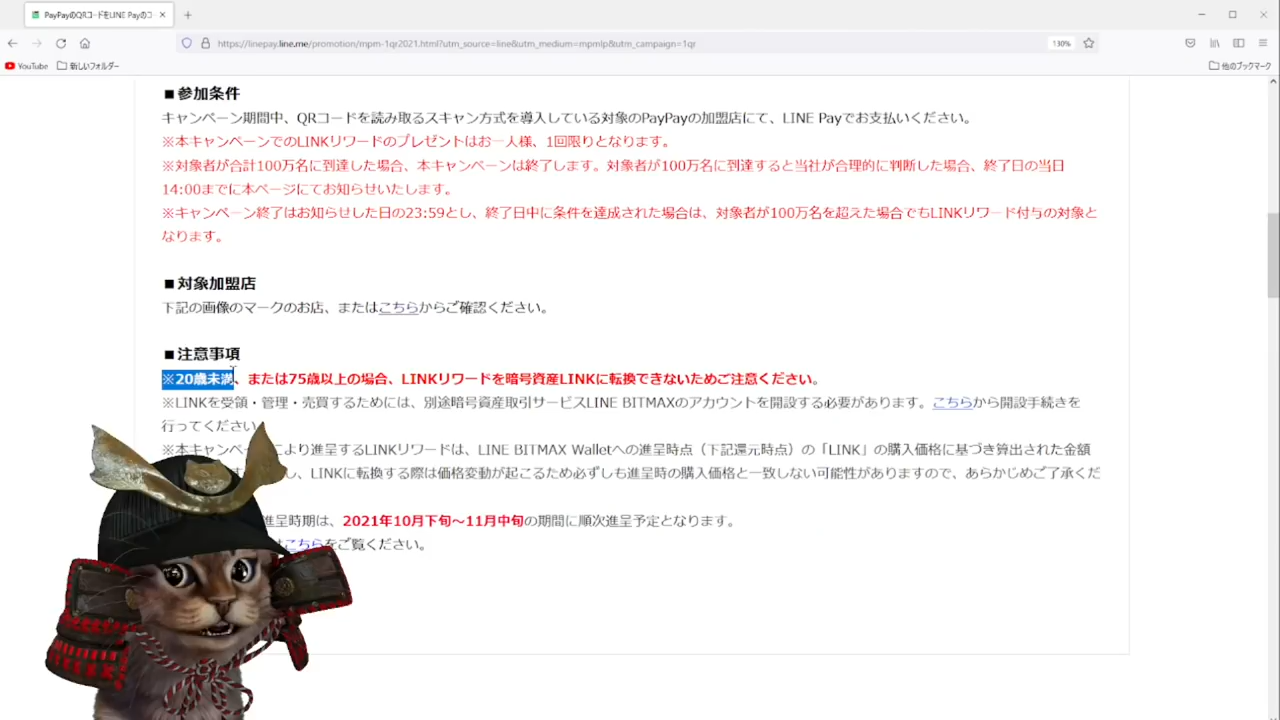 PayPayのQRコードをLINE Payのコ
https://linepay.line.me/promotion/mpm-1qr2021.html?utm_source=line&utm_medium=mpmlp&utm_campaign=1qr
130%
YouTube
新しいフォルダー
他のブックマーク
■参加条件
キャンペーン期間中、QRコードを読み取るスキャン方式を導入している対象のPayPayの加盟店にて、LINE Payでお支払いください。
※本キャンペーンでのLINKリワードのプレゼントはお一人様、1回限りとなります。
※対象者が合計100万名に到達した場合、本キャンペーンは終了します。対象者が100万名に到達すると当社が合理的に判断した場合、終了日の当日
14:00までに本ページにてお知らせいたします。
※キャンペーン終了はお知らせした日の23:59とし、終了日中に条件を達成された場合は、対象者が100万名を超えた場合でもLINKリワード付与の対象と
なります。
■対象加盟店
下記の画像のマークのお店、またはこちらからご確認ください。
■注意事項
※20歳未満、または75歳以上の場合、LINKリワードを暗号資産LINKに転換できないためご注意ください。
※LINKを受領・管理・売買するためには、別途暗号資産取引サービスLINE BITMAXのアカウントを開設する必要があります。こちらから開設手続きを
行ってください
※本キャンペ により進呈するLINKリワードは、LINE BITMAX Walletへの進呈時点（下記還元時点）の「LINK」の購入価格に基づき算出された金額
し、LINKに転換する際は価格変動が起こるため必ずしも進呈時の購入価格と一致しない可能性がありますので、あらかじめご了承くだ
進呈時期は、2021年10月下旬～11月中旬の期間に順次進呈予定となります。
はこちらをご覧ください。